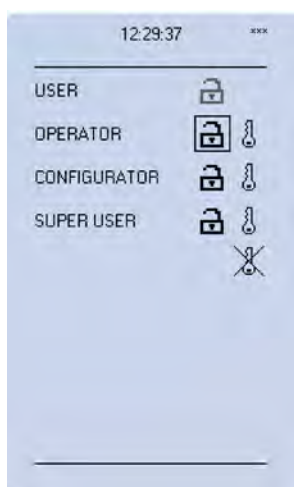 12:29:37 xxx
USER
OPERATOR
CONFIGURATOR
SUPER USER